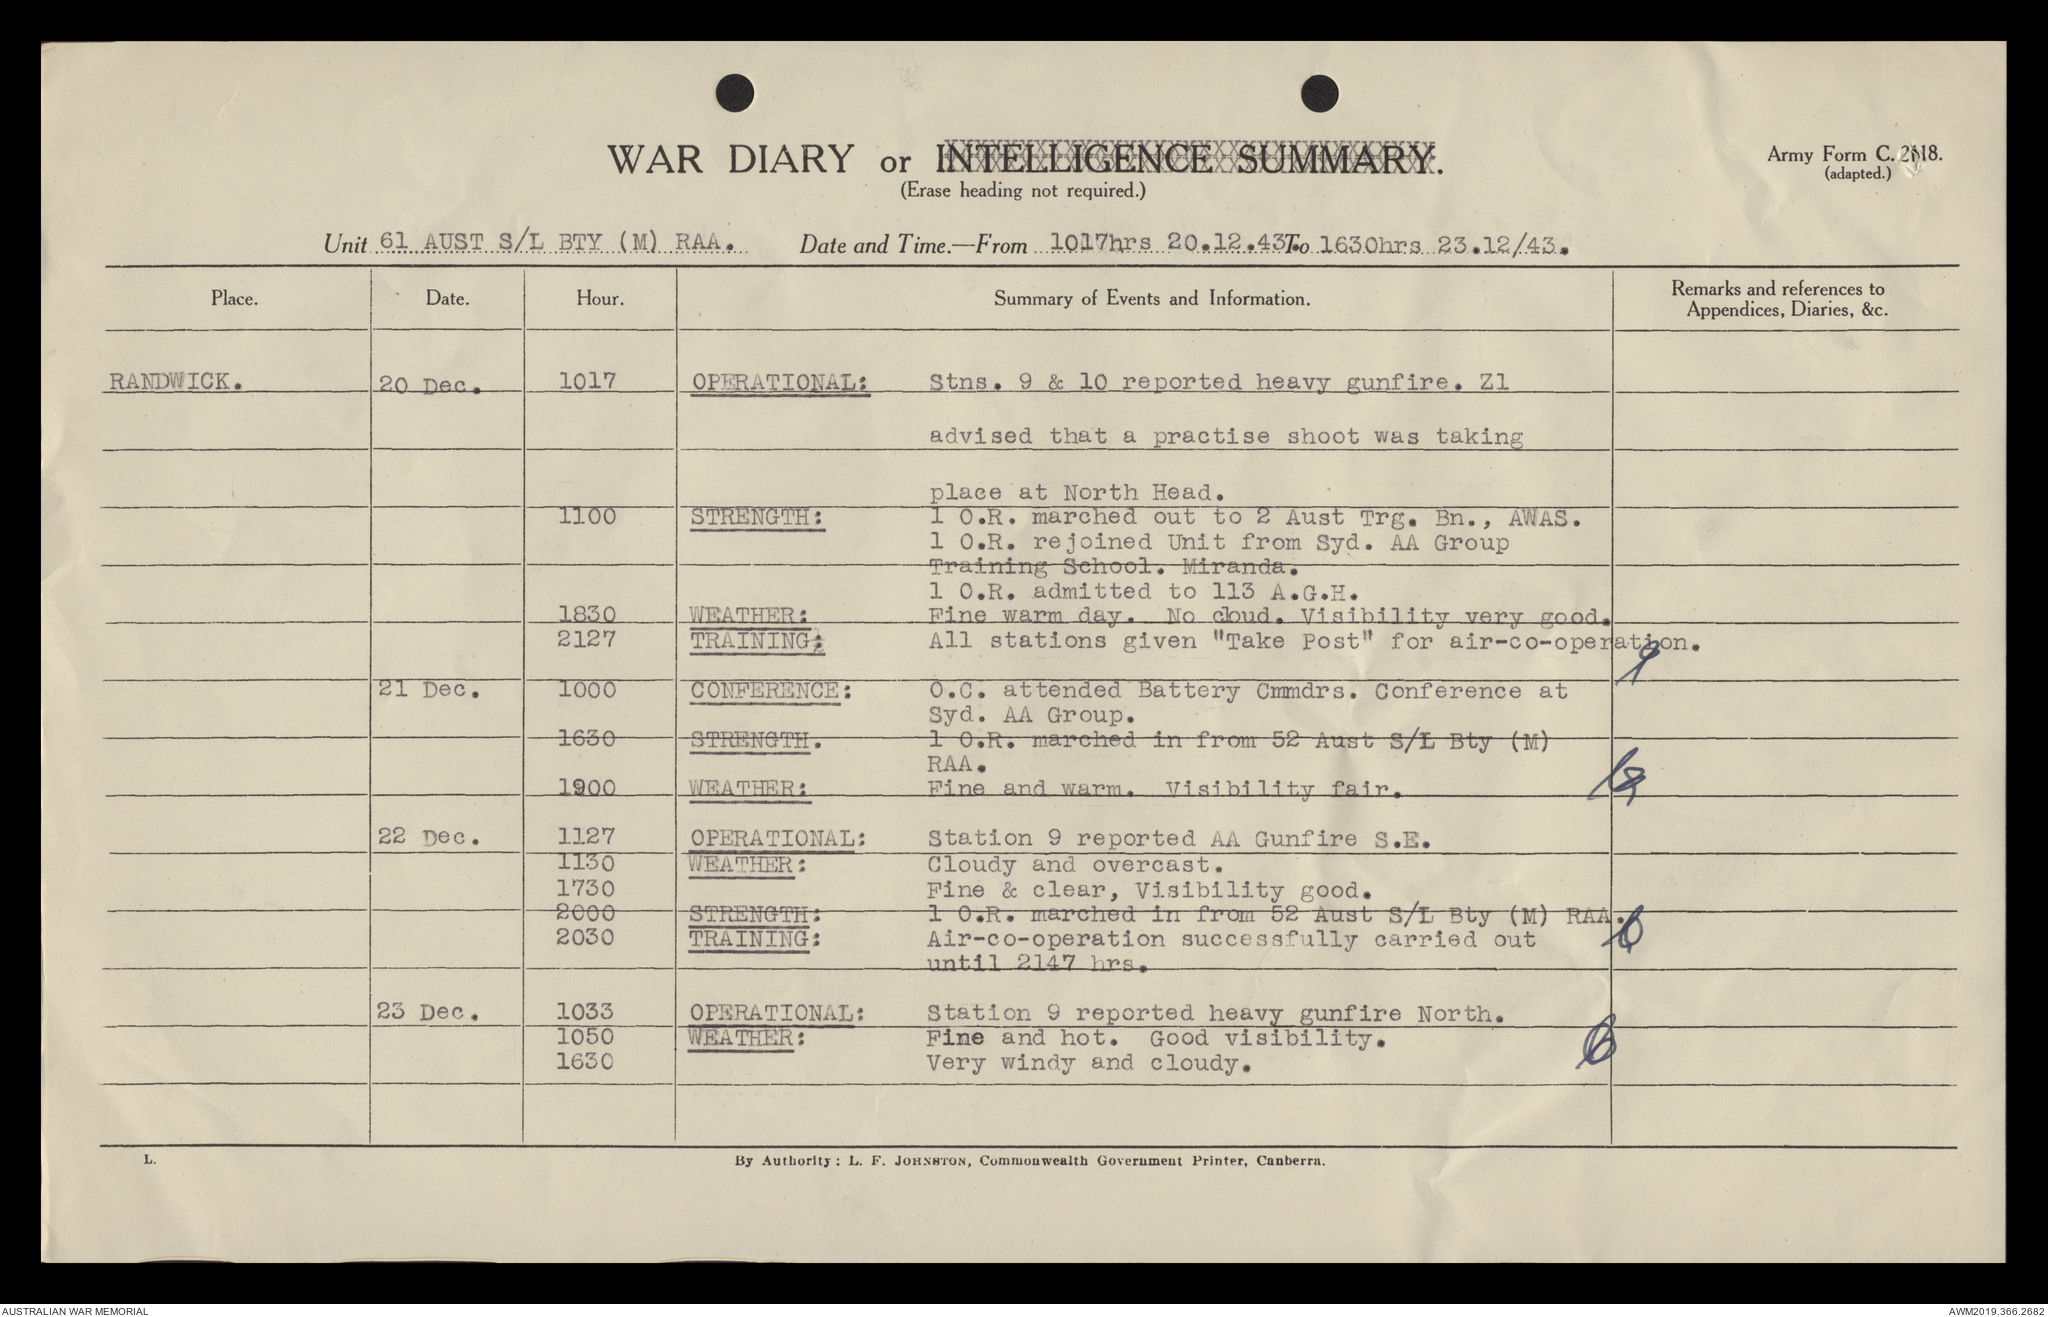 WAR DIARY or INTELLIGENCE SUMMARY.
(Erase heading not required.)
Army Form C. 2118.
(adapted.)
Unit 61 AUST S/L BTY (M) RAA. Date and Time.—From 1017hrs 20.12.43. To 1630hrs 23.12/43.
Place. Date. Hour. Summary of Events and Information. Remarks and references to
Appendices, Diaries, &c.
RANDWICK. 20 Dec. 1017 OPERATIONAL: Stns. 9 & 10 reported heavy gunfire. Z1
advised that a practise shoot was taking
place at North Head.
1100 STRENGTH: 1 O.R. marched out to 2 Aust Trg. Bn., AWAS.
1 O.R. rejoined Unit from Syd. AA Group
Training School. Miranda.
1 O.R. admitted to 113 A.G.H.
1830 WEATHER: Fine warm day. No cloud. Visibility very good.
2127 TRAINING: All stations given "Take Post" for air-co-operation.
21 Dec. 1000 CONFERENCE: O.C. attended Battery Cmmdrs. Conference at
Syd. AA Group.
1630 STRENGTH. 1 O.R. marched in from 52 Aust S/L Bty (M)
RAA.
1900 WEATHER: Fine and warm. Visibility fair.
22 Dec. 1127 OPERATIONAL: Station 9 reported AA Gunfire S.E.
1130 WEATHER: Cloudy and overcast.
1730 Fine & clear, Visibility good.
2000 STRENGTH: 1 O.R. marched in from 52 Aust S/L Bty (M) RAA.
2030 TRAINING: Air-co-operation successfully carried out
until 2147 hrs.
23 Dec. 1033 OPERATIONAL: Station 9 reported heavy gunfire North.
1050 WEATHER: Fine and hot. Good visibility.
1630 Very windy and cloudy.
L. By Authority: L. F. JOHNSTON, Commonwealth Government Printer, Canberra.
AUSTRALIAN WAR MEMORIAL AWM2019.366.2682